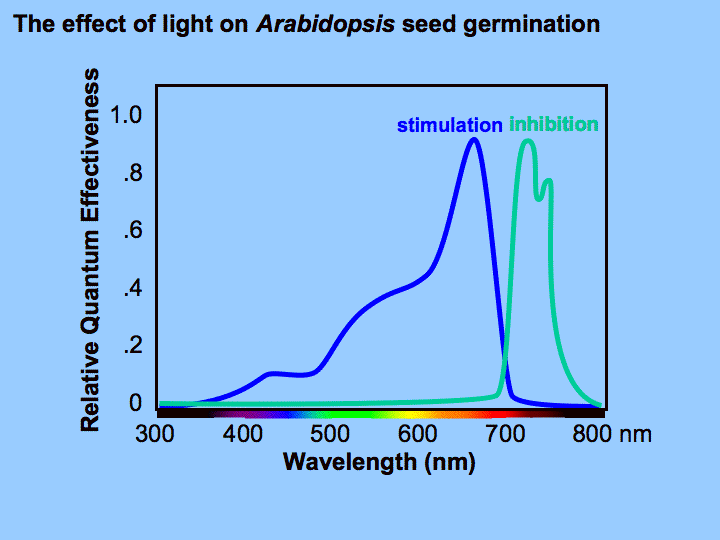 The effect of light on Arabidopsis seed germination
Relative Quantum Effectiveness
1.0
.8
.6
.4
.2
0
stimulation inhibition
300 400 500 600 700 800 nm
Wavelength (nm)